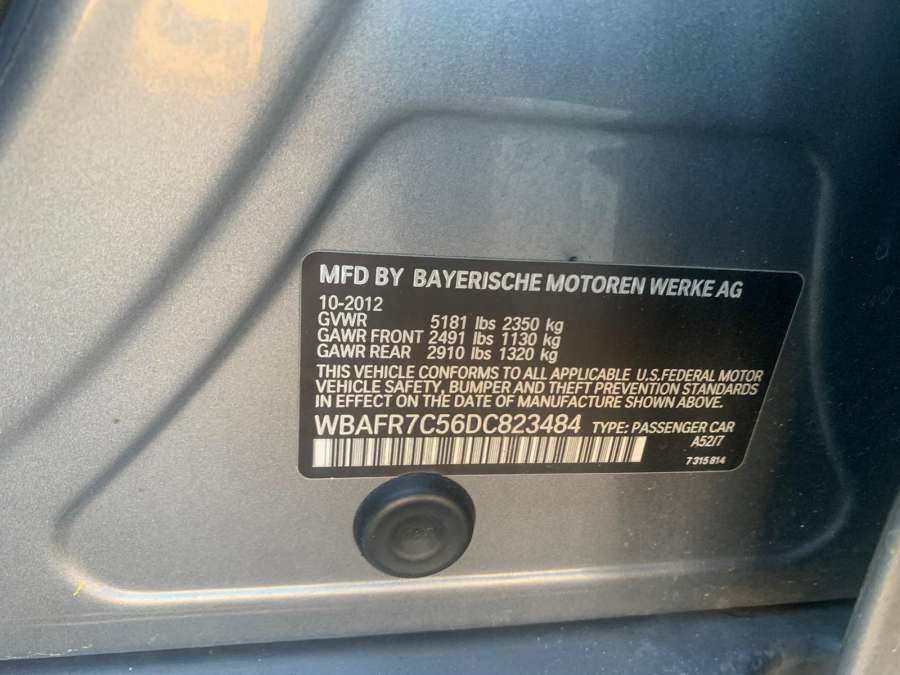 MFD BY BAYERISCHE MOTOREN WERKE AG
10-2012
GVWR 5181 lbs 2350 kg
GAWR FRONT 2491 lbs 1130 kg
GAWR REAR 2910 lbs 1320 kg
THIS VEHICLE CONFORMS TO ALL APPLICABLE U.S.FEDERAL MOTOR
VEHICLE SAFETY, BUMPER AND THEFT PREVENTION STANDARDS
IN EFFECT ON THE DATE OF MANUFACTURE SHOWN ABOVE.
WBAFR7C56DC823484 TYPE: PASSENGER CAR
A52/7
7 315 814